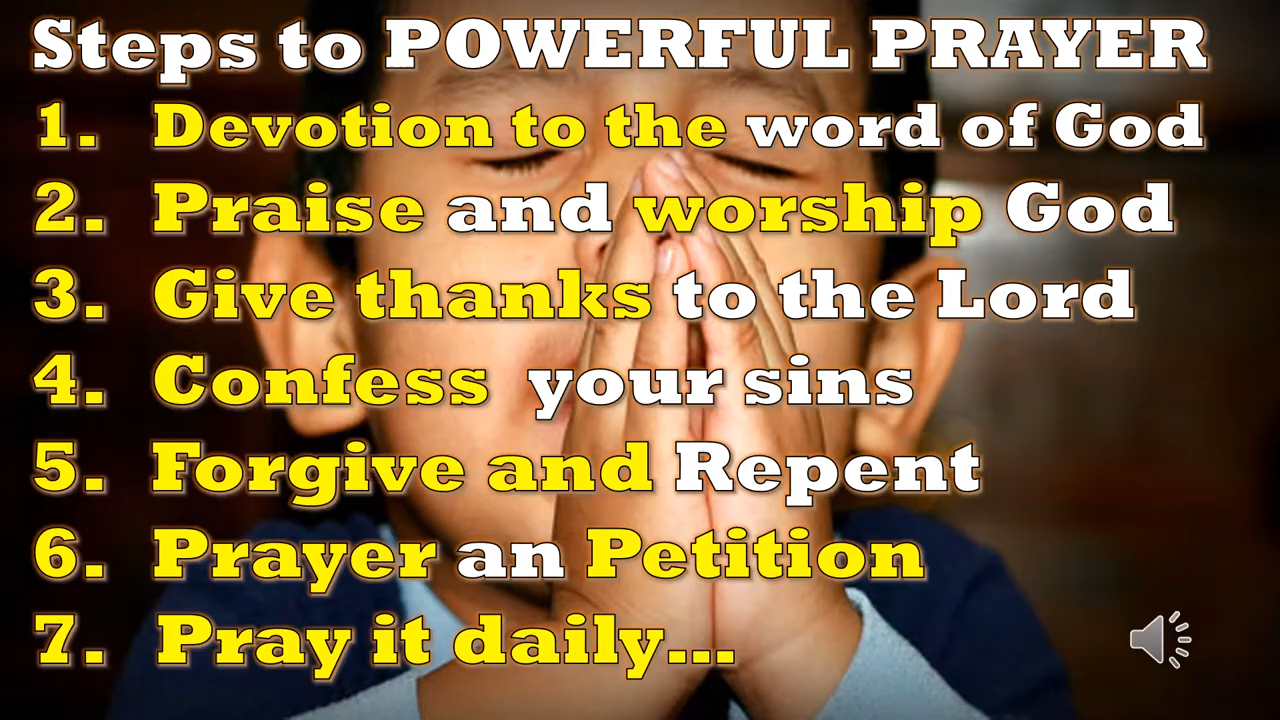 Steps to POWERFUL PRAYER
1. Devotion to the word of God
2. Praise and worship God
3. Give thanks to the Lord
4. Confess your sins
5. Forgive and Repent
6. Prayer an Petition
7. Pray it daily...